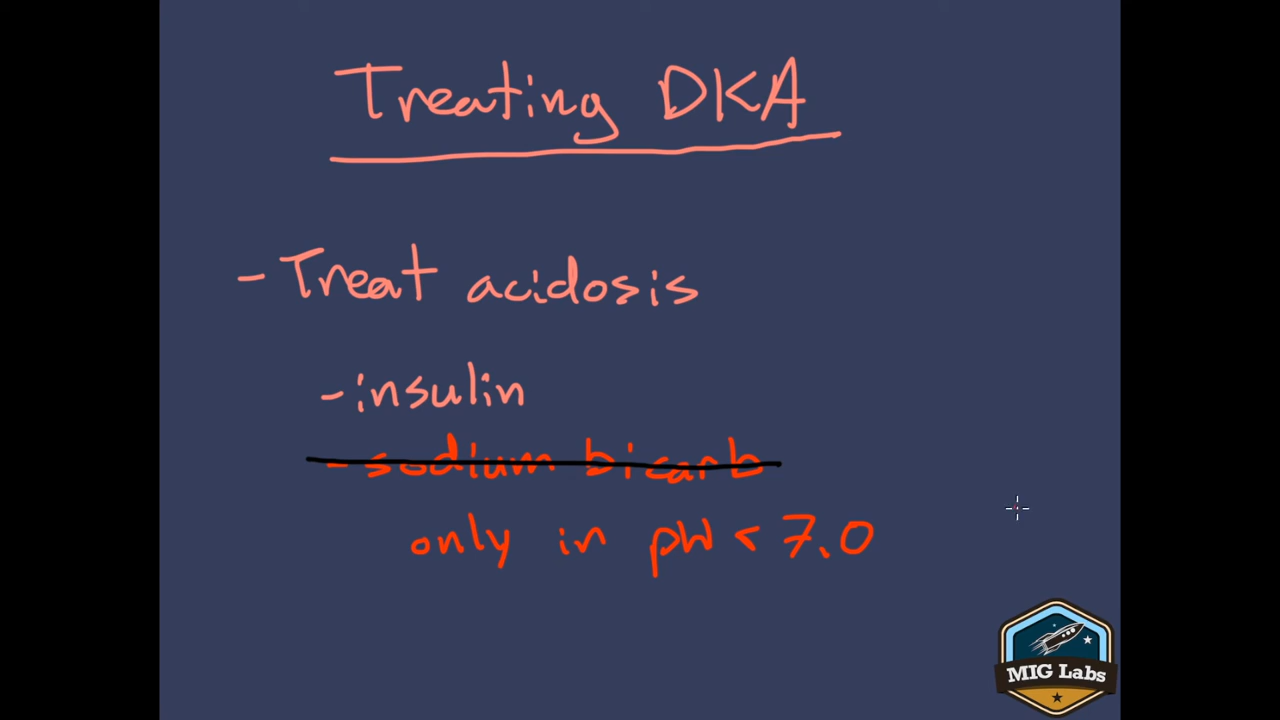 Treating DKA
- Treat acidosis
- insulin
- sodium bicarb
only in pH < 7.0
MIG Labs